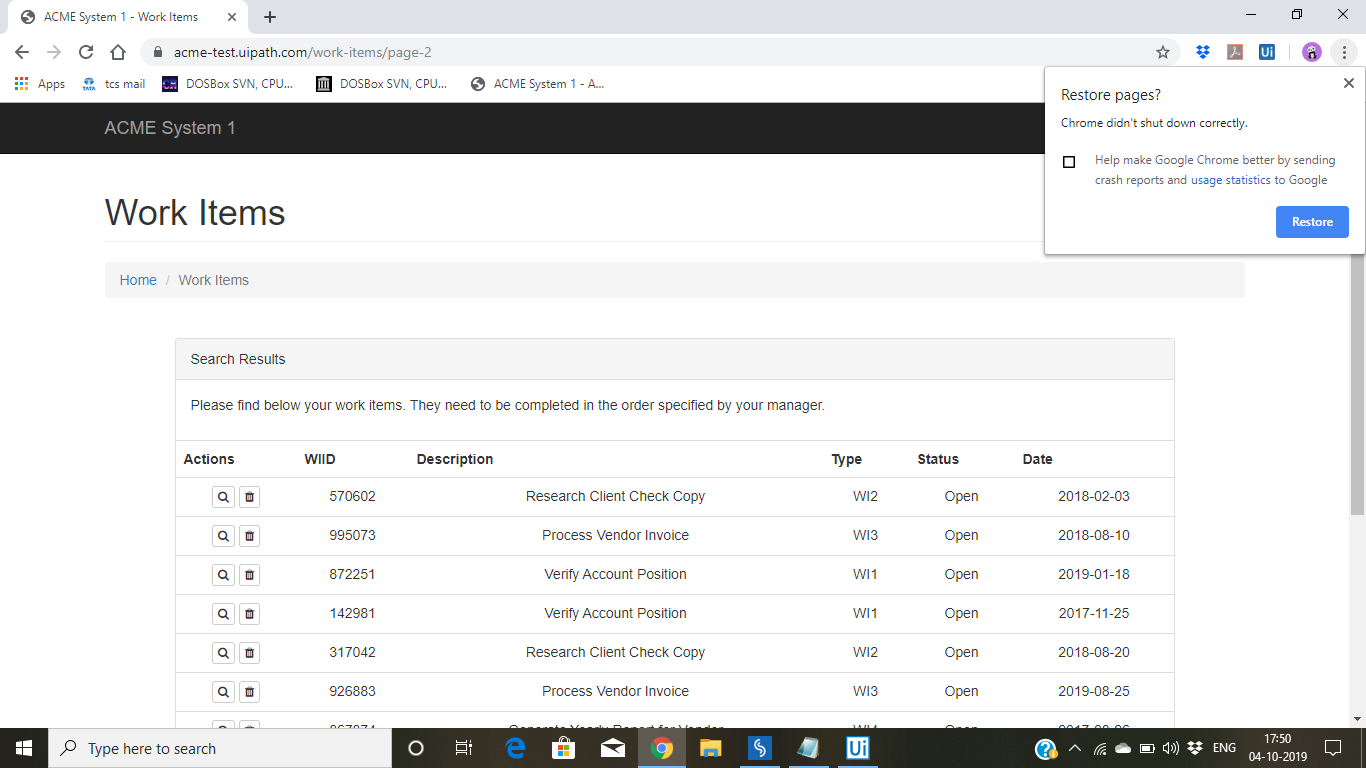 ACME System 1 - Work Items
acme-test.uipath.com/work-items/page-2
Apps
tcs mail
DOSBox SVN, CPU...
DOSBox SVN, CPU...
ACME System 1 - A...
Restore pages?
Chrome didn't shut down correctly.
Help make Google Chrome better by sending
crash reports and usage statistics to Google
Restore
ACME System 1
Work Items
Home / Work Items
Search Results
Please find below your work items. They need to be completed in the order specified by your manager.
Actions WIID Description Type Status Date
570602 Research Client Check Copy WI2 Open 2018-02-03
995073 Process Vendor Invoice WI3 Open 2018-08-10
872251 Verify Account Position WI1 Open 2019-01-18
142981 Verify Account Position WI1 Open 2017-11-25
317042 Research Client Check Copy WI2 Open 2018-08-20
926883 Process Vendor Invoice WI3 Open 2019-08-25
Generate Yearly Report for Vendor WI4 Open
Type here to search
ENG
17:50
04-10-2019